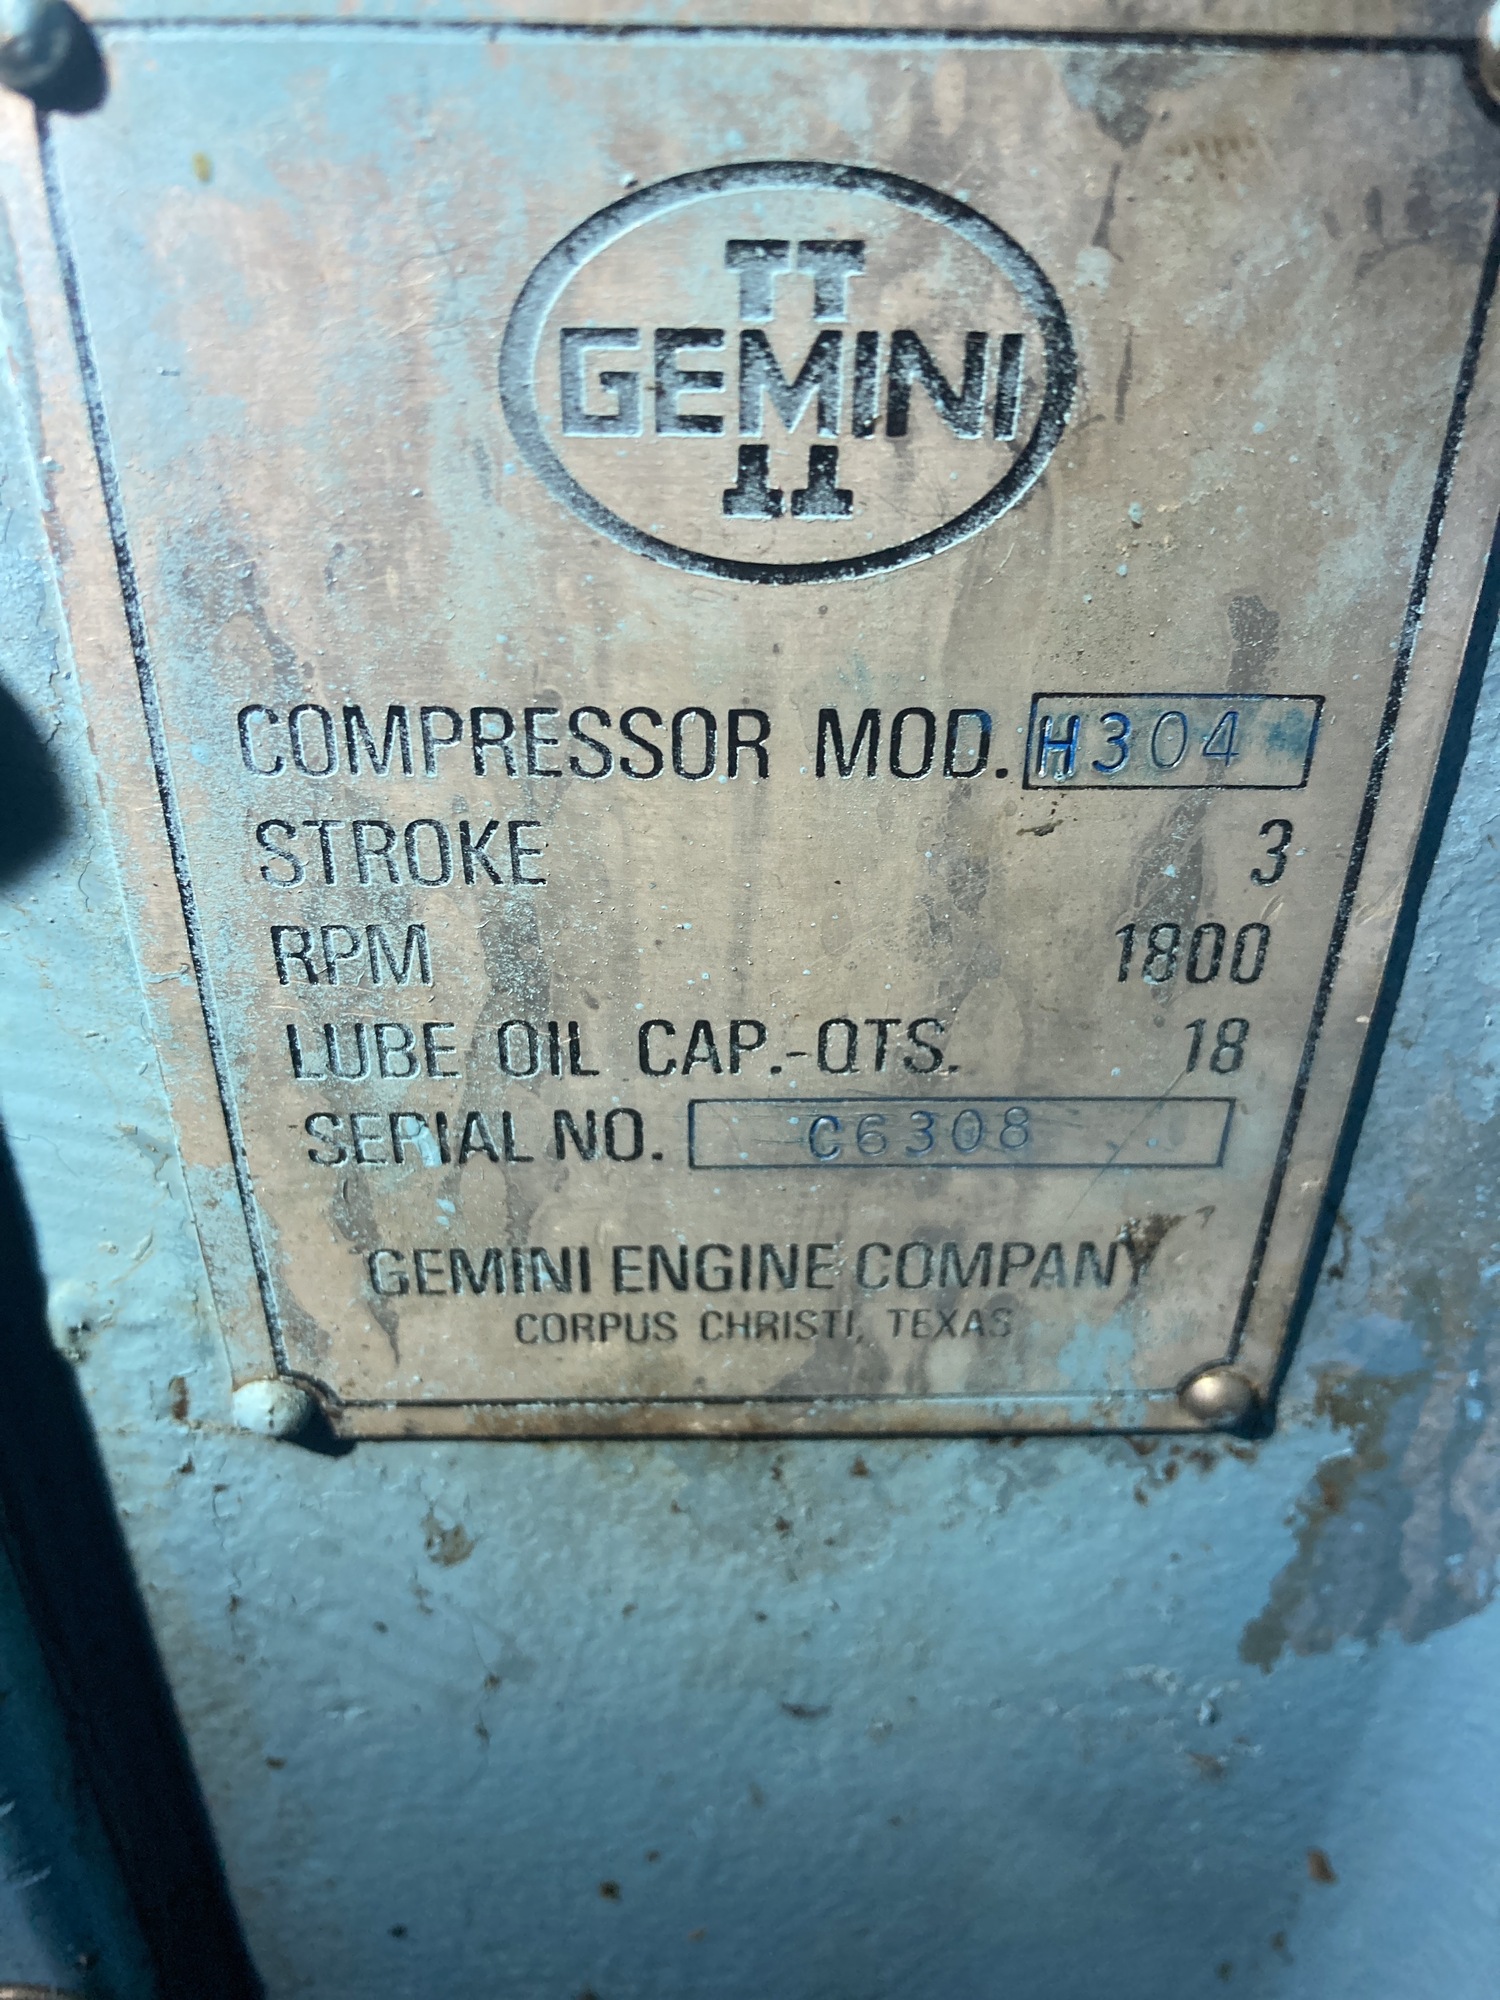 II
GEMINI
COMPRESSOR MOD. H304
STROKE 3
RPM 1800
LUBE OIL CAP.-QTS. 18
SERIAL NO. C6308
GEMINI ENGINE COMPANY
CORPUS CHRISTI, TEXAS